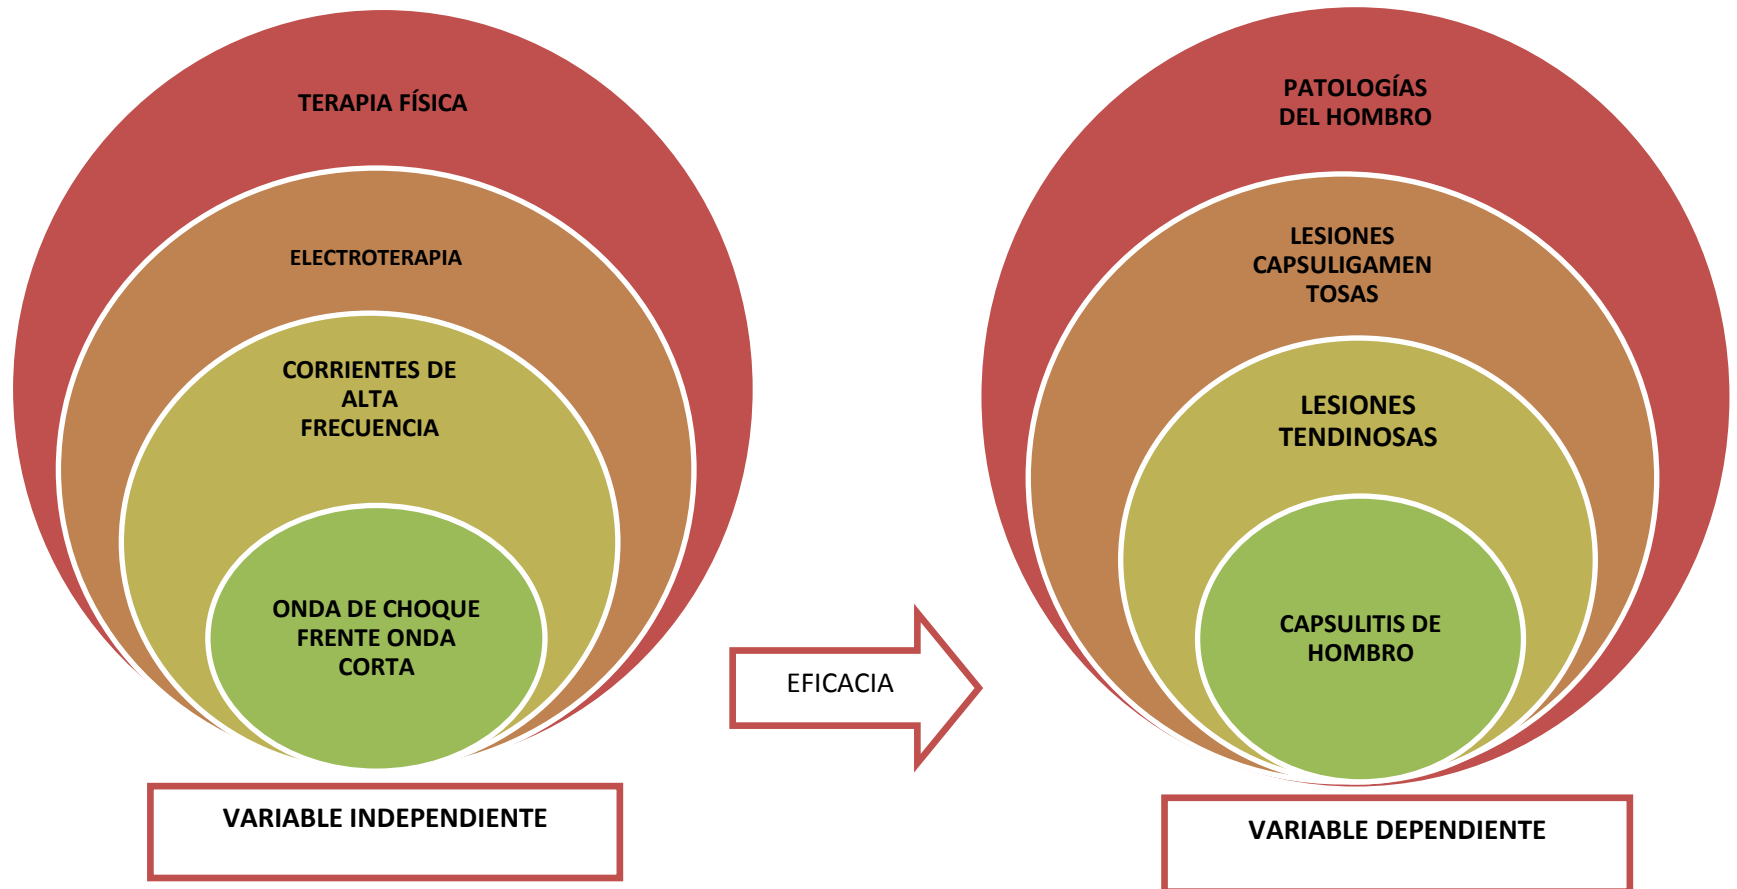 TERAPIA FÍSICA
ELECTROTERAPIA
CORRIENTES DE
ALTA
FRECUENCIA
ONDA DE CHOQUE
FRENTE ONDA
CORTA
VARIABLE INDEPENDIENTE
EFICACIA
PATOLOGÍAS
DEL HOMBRO
LESIONES
CAPSULIGAMEN
TOSAS
LESIONES
TENDINOSAS
CAPSULITIS DE
HOMBRO
VARIABLE DEPENDIENTE